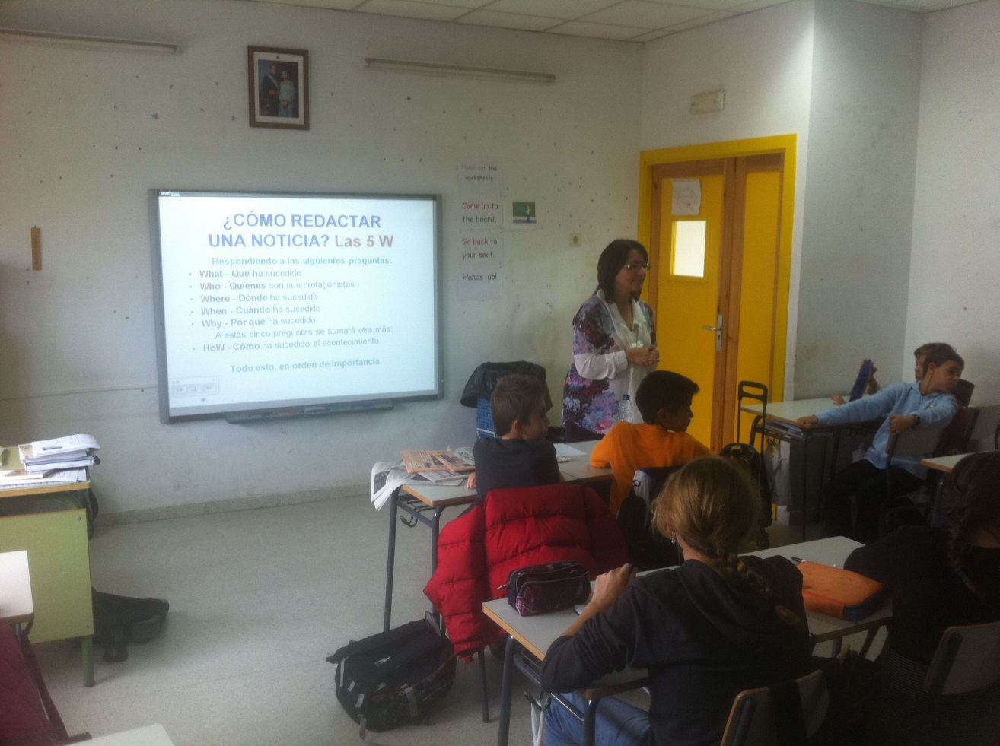 ¿CÓMO REDACTAR
UNA NOTICIA? Las 5 W
Respondiendo a las siguientes preguntas:
• What - Qué ha sucedido
• Who - Quiénes son sus protagonistas
• Where - Dónde ha sucedido
• When - Cuándo ha sucedido
• Why - Por qué ha sucedido.
A estas cinco preguntas se sumará otra más:
• HoW - Cómo ha sucedido el acontecimiento.
Todo esto, en orden de importancia.
Hand out the
worksheets
Come up to
the board.
Go back to
your seat.
Hands up!